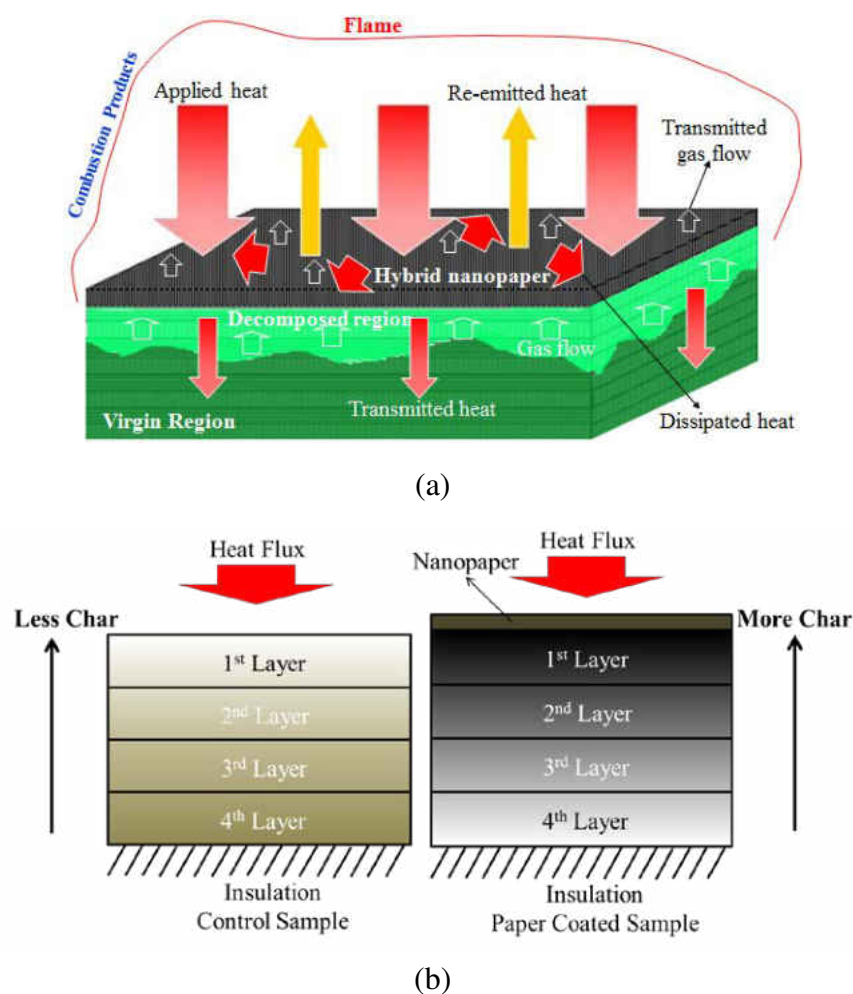 Flame
Combustion Products
Applied heat
Re-emitted heat
Transmitted
gas flow
Hybrid nanopaper
Decomposed region
Gas flow
Transmitted heat
Virgin Region
Dissipated heat
(a)
Heat Flux
Heat Flux
Nanopaper
Less Char
More Char
1st Layer
1st Layer
2nd Layer
2nd Layer
3rd Layer
3rd Layer
4th Layer
4th Layer
Insulation
Control Sample
Insulation
Paper Coated Sample
(b)